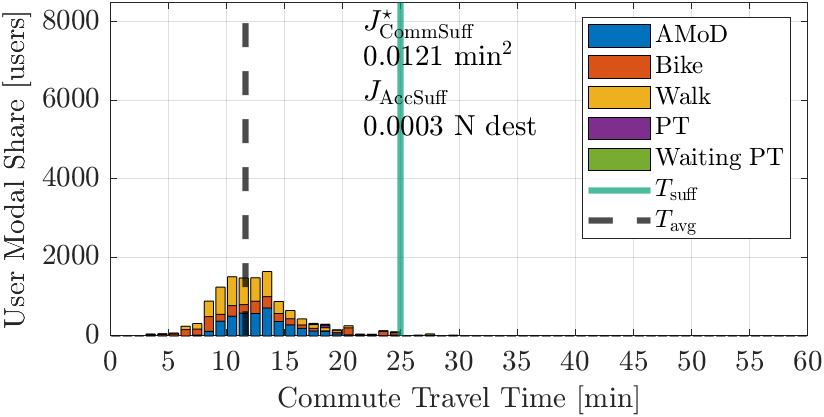 User Modal Share [users]
8000
6000
4000
2000
0
J⋆CommSuff
0.0121 min²
JAccSuff
0.0003 N dest
AMoD
Bike
Walk
PT
Waiting PT
Tsuff
Tavg
0 5 10 15 20 25 30 35 40 45 50 55 60
Commute Travel Time [min]